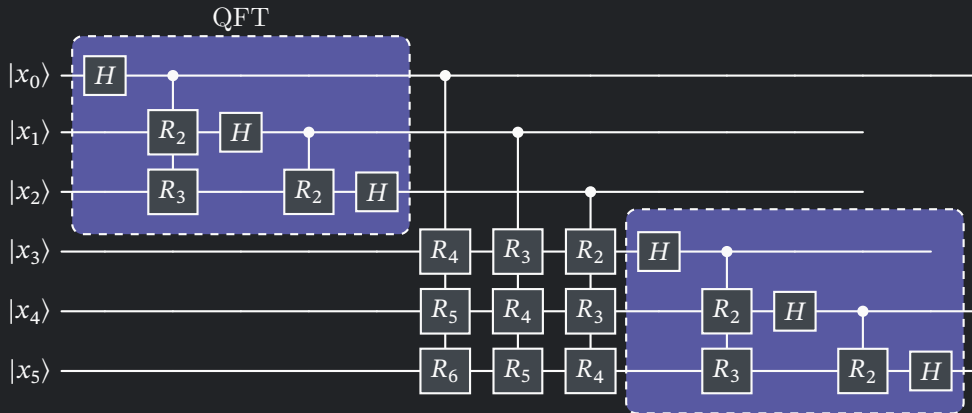 QFT
|x₀⟩ H
|x₁⟩ R₂ H
|x₂⟩ R₃ R₂ H
|x₃⟩ R₄ R₃ R₂ H
|x₄⟩ R₅ R₄ R₃ R₂ H
|x₅⟩ R₆ R₅ R₄ R₃ R₂ H